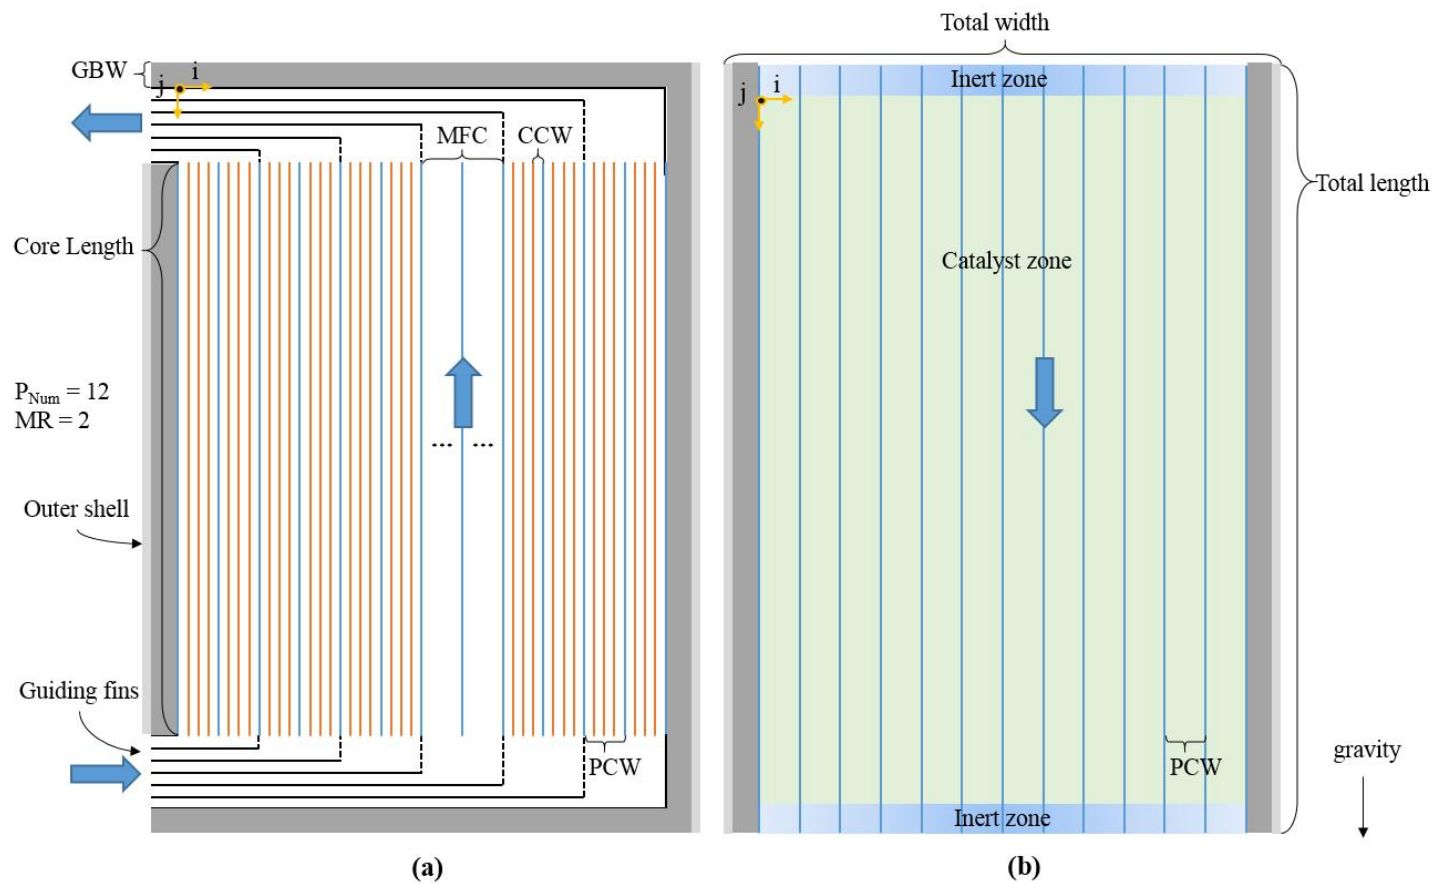 GBW
i
j
MFC
CCW
Core Length
P_Num = 12
MR = 2
... ...
Outer shell
Guiding fins
PCW
(a)
Total width
Inert zone
i
j
Total length
Catalyst zone
PCW
gravity
Inert zone
(b)